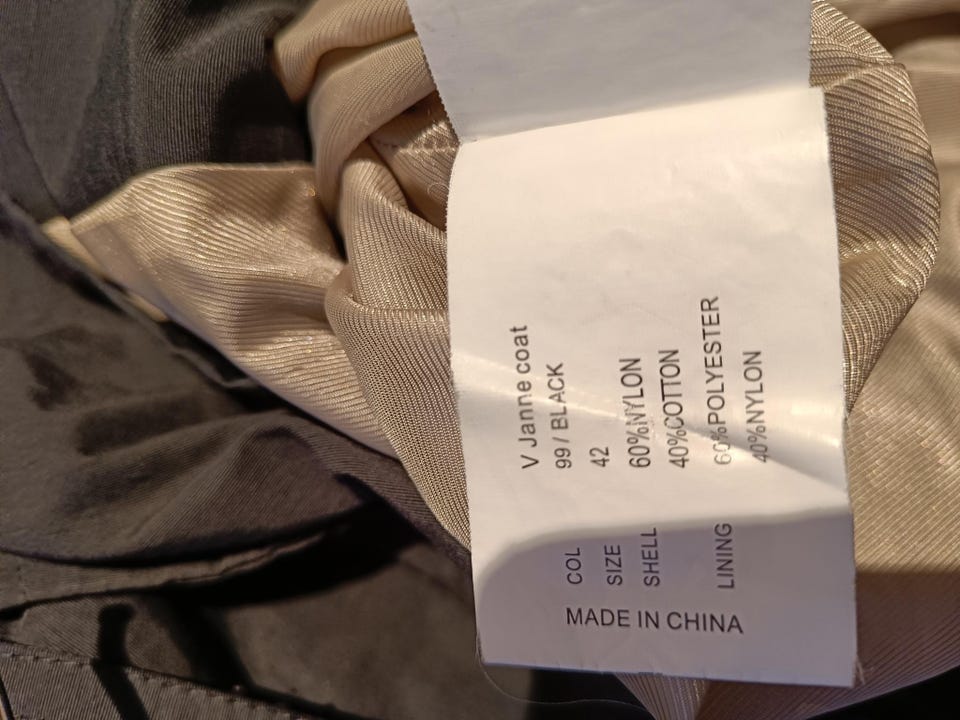 V Janne coat
COL 99 / BLACK
SIZE 42
SHELL 60%NYLON
40%COTTON
LINING 60%POLYESTER
40%NYLON
MADE IN CHINA